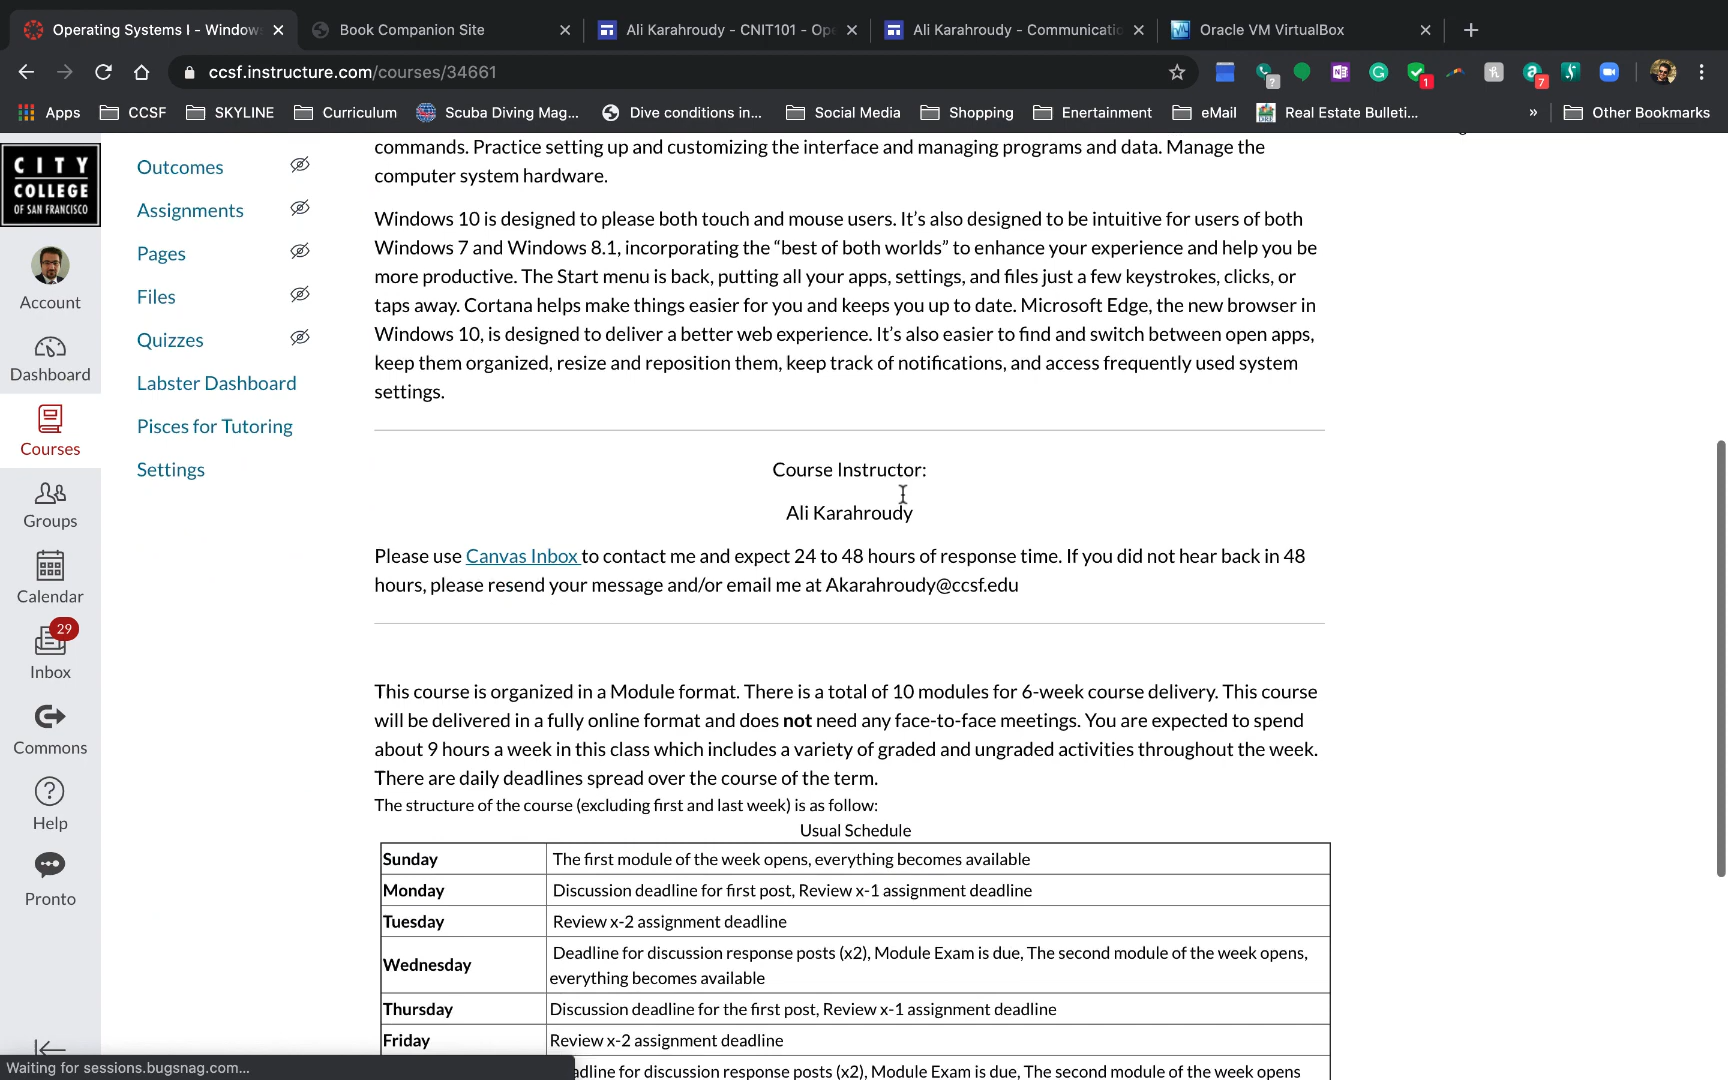 Operating Systems I - Window
Book Companion Site
Ali Karahroudy - CNIT101 - Ope
Ali Karahroudy - Communicatio
Oracle VM VirtualBox
ccsf.instructure.com/courses/34661
?
1
7
Apps
CCSF
SKYLINE
Curriculum
Scuba Diving Mag...
Dive conditions in...
Social Media
Shopping
Enertainment
eMail
Real Estate Bulleti...
»
Other Bookmarks
CITY
COLLEGE
OF SAN FRANCISCO
Account
Dashboard
Courses
Groups
Calendar
29
Inbox
Commons
Help
Pronto
Outcomes
Assignments
Pages
Files
Quizzes
Labster Dashboard
Pisces for Tutoring
Settings
commands. Practice setting up and customizing the interface and managing programs and data. Manage the
computer system hardware.
Windows 10 is designed to please both touch and mouse users. It’s also designed to be intuitive for users of both
Windows 7 and Windows 8.1, incorporating the “best of both worlds” to enhance your experience and help you be
more productive. The Start menu is back, putting all your apps, settings, and files just a few keystrokes, clicks, or
taps away. Cortana helps make things easier for you and keeps you up to date. Microsoft Edge, the new browser in
Windows 10, is designed to deliver a better web experience. It’s also easier to find and switch between open apps,
keep them organized, resize and reposition them, keep track of notifications, and access frequently used system
settings.
Course Instructor:
Ali Karahroudy
Please use Canvas Inbox to contact me and expect 24 to 48 hours of response time. If you did not hear back in 48
hours, please resend your message and/or email me at Akarahroudy@ccsf.edu
This course is organized in a Module format. There is a total of 10 modules for 6-week course delivery. This course
will be delivered in a fully online format and does not need any face-to-face meetings. You are expected to spend
about 9 hours a week in this class which includes a variety of graded and ungraded activities throughout the week.
There are daily deadlines spread over the course of the term.
The structure of the course (excluding first and last week) is as follow:
Usual Schedule
Sunday The first module of the week opens, everything becomes available
Monday Discussion deadline for first post, Review x-1 assignment deadline
Tuesday Review x-2 assignment deadline
Wednesday Deadline for discussion response posts (x2), Module Exam is due, The second module of the week opens,
everything becomes available
Thursday Discussion deadline for the first post, Review x-1 assignment deadline
Friday Review x-2 assignment deadline
adline for discussion response posts (x2), Module Exam is due, The second module of the week opens
Waiting for sessions.bugsnag.com...